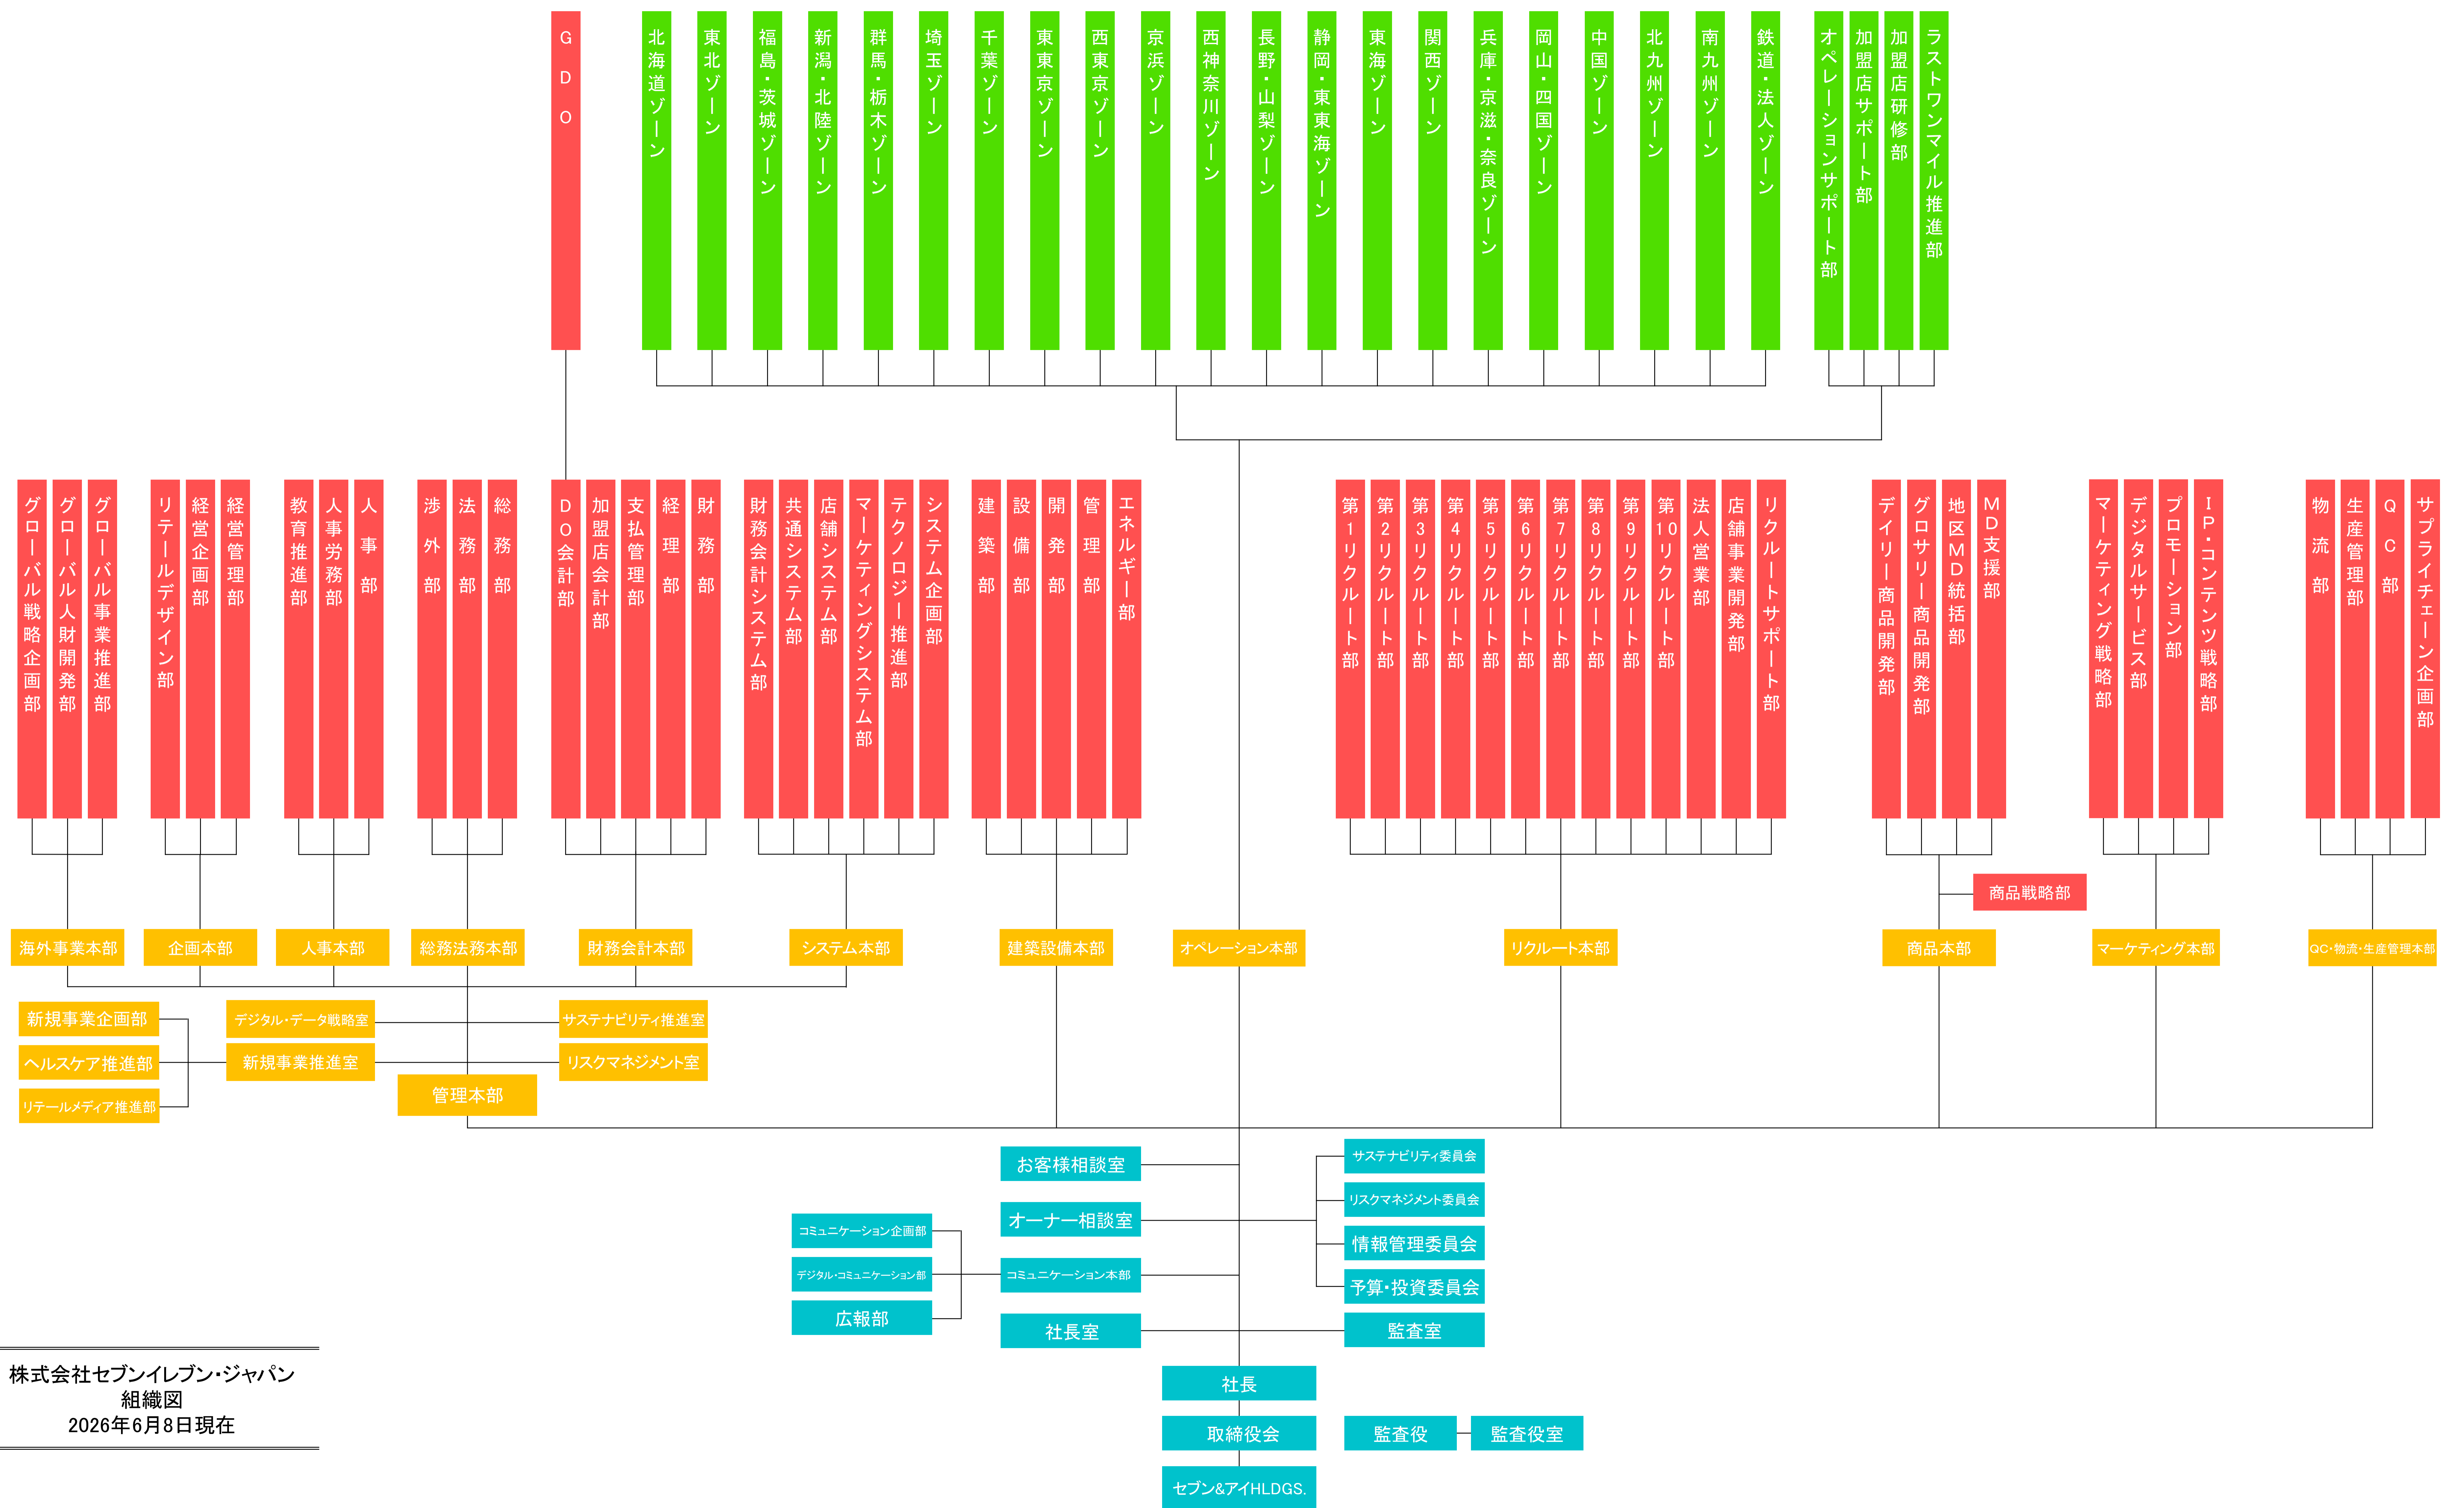 GDO
北海道ゾーン
東北ゾーン
福島・茨城ゾーン
新潟・北陸ゾーン
群馬・栃木ゾーン
埼玉ゾーン
千葉ゾーン
東東京ゾーン
西東京ゾーン
京浜ゾーン
西神奈川ゾーン
長野・山梨ゾーン
静岡・東東海ゾーン
東海ゾーン
関西ゾーン
兵庫・京滋・奈良ゾーン
岡山・四国ゾーン
中国ゾーン
北九州ゾーン
南九州ゾーン
鉄道・法人ゾーン
オペレーションサポート部
加盟店サポート部
加盟店研修部
ラストワンマイル推進部
グローバル戦略企画部
グローバル人財開発部
グローバル事業推進部
リテールデザイン部
経営企画部
経営管理部
教育推進部
人事労務部
人事部
渉外部
法務部
総務部
DO会計部
加盟店会計部
支払管理部
経理部
財務部
財務会計システム部
共通システム部
店舗システム部
マーケティングシステム部
テクノロジー推進部
システム企画部
建築部
設備部
開発部
管理部
エネルギー部
第1リクルート部
第2リクルート部
第3リクルート部
第4リクルート部
第5リクルート部
第6リクルート部
第7リクルート部
第8リクルート部
第9リクルート部
第10リクルート部
法人営業部
店舗事業開発部
リクルートサポート部
デイリー商品開発部
グロサリー商品開発部
地区MD統括部
MD支援部
マーケティング戦略部
デジタルサービス部
プロモーション部
IP・コンテンツ戦略部
物流部
生産管理部
QC部
サプライチェーン企画部
商品戦略部
海外事業本部
企画本部
人事本部
総務法務本部
財務会計本部
システム本部
建築設備本部
オペレーション本部
リクルート本部
商品本部
マーケティング本部
QC・物流・生産管理本部
新規事業企画部
デジタル・データ戦略室
サステナビリティ推進室
ヘルスケア推進部
新規事業推進室
リスクマネジメント室
リテールメディア推進部
管理本部
お客様相談室
サステナビリティ委員会
リスクマネジメント委員会
オーナー相談室
コミュニケーション企画部
情報管理委員会
デジタル・コミュニケーション部
コミュニケーション本部
予算・投資委員会
広報部
社長室
監査室
社長
株式会社セブンイレブン・ジャパン
組織図
2026年6月8日現在
取締役会
監査役
監査役室
セブン&アイHLDGS.